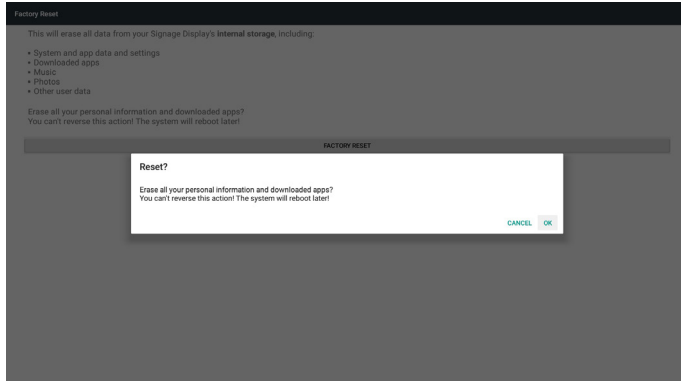 Factory Reset
This will erase all data from your Signage Display's internal storage, including:
• System and app data and settings
• Downloaded apps
• Music
• Photos
• Other user data
Erase all your personal information and downloaded apps?
You can't reverse this action! The system will reboot later!
FACTORY RESET
Reset?
Erase all your personal information and downloaded apps?
You can't reverse this action! The system will reboot later!
CANCEL OK